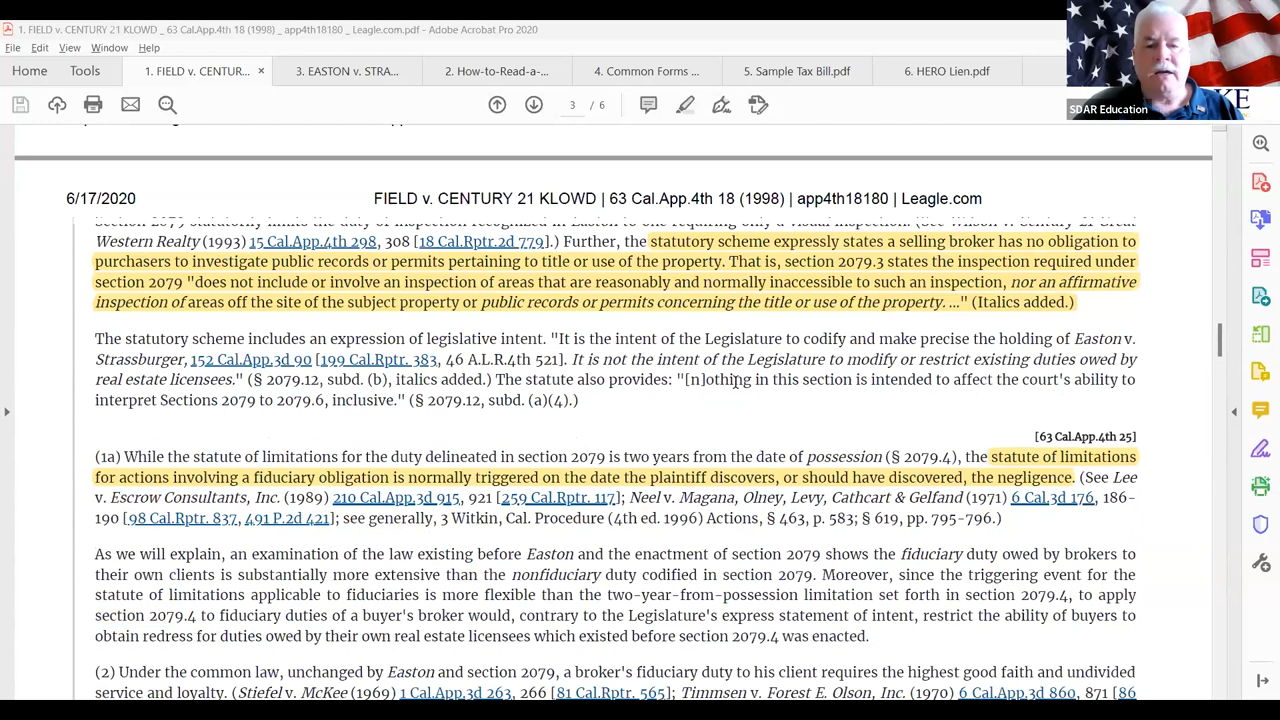 1. FIELD v. CENTURY 21 KLOWD _ 63 Cal.App.4th 18 (1998) _ app4th18180 _ Leagle.com.pdf - Adobe Acrobat Pro 2020
File Edit View Window Help
Home Tools 1. FIELD v. CENTUR... × 3. EASTON v. STRA... 2. How-to-Read-a-... 4. Common Forms ... 5. Sample Tax Bill.pdf 6. HERO Lien.pdf
3 / 6
SDAR Education
KE
6/17/2020 FIELD v. CENTURY 21 KLOWD | 63 Cal.App.4th 18 (1998) | app4th18180 | Leagle.com
Western Realty (1993) 15 Cal.App.4th 298, 308 [18 Cal.Rptr.2d 779].) Further, the statutory scheme expressly states a selling broker has no obligation to
purchasers to investigate public records or permits pertaining to title or use of the property. That is, section 2079.3 states the inspection required under
section 2079 "does not include or involve an inspection of areas that are reasonably and normally inaccessible to such an inspection, nor an affirmative
inspection of areas off the site of the subject property or public records or permits concerning the title or use of the property. ..." (Italics added.)
The statutory scheme includes an expression of legislative intent. "It is the intent of the Legislature to codify and make precise the holding of Easton v.
Strassburger, 152 Cal.App.3d 90 [199 Cal.Rptr. 383, 46 A.L.R.4th 521]. It is not the intent of the Legislature to modify or restrict existing duties owed by
real estate licensees." (§ 2079.12, subd. (b), italics added.) The statute also provides: "[n]othing in this section is intended to affect the court's ability to
interpret Sections 2079 to 2079.6, inclusive." (§ 2079.12, subd. (a)(4).)
[63 Cal.App.4th 25]
(1a) While the statute of limitations for the duty delineated in section 2079 is two years from the date of possession (§ 2079.4), the statute of limitations
for actions involving a fiduciary obligation is normally triggered on the date the plaintiff discovers, or should have discovered, the negligence. (See Lee
v. Escrow Consultants, Inc. (1989) 210 Cal.App.3d 915, 921 [259 Cal.Rptr. 117]; Neel v. Magana, Olney, Levy, Cathcart & Gelfand (1971) 6 Cal.3d 176, 186-
190 [98 Cal.Rptr. 837, 491 P.2d 421]; see generally, 3 Witkin, Cal. Procedure (4th ed. 1996) Actions, § 463, p. 583; § 619, pp. 795-796.)
As we will explain, an examination of the law existing before Easton and the enactment of section 2079 shows the fiduciary duty owed by brokers to
their own clients is substantially more extensive than the nonfiduciary duty codified in section 2079. Moreover, since the triggering event for the
statute of limitations applicable to fiduciaries is more flexible than the two-year-from-possession limitation set forth in section 2079.4, to apply
section 2079.4 to fiduciary duties of a buyer's broker would, contrary to the Legislature's express statement of intent, restrict the ability of buyers to
obtain redress for duties owed by their own real estate licensees which existed before section 2079.4 was enacted.
(2) Under the common law, unchanged by Easton and section 2079, a broker's fiduciary duty to his client requires the highest good faith and undivided
service and loyalty. (Stiefel v. McKee (1969) 1 Cal.App.3d 263, 266 [81 Cal.Rptr. 565]; Timmsen v. Forest E. Olson, Inc. (1970) 6 Cal.App.3d 860, 871 [86